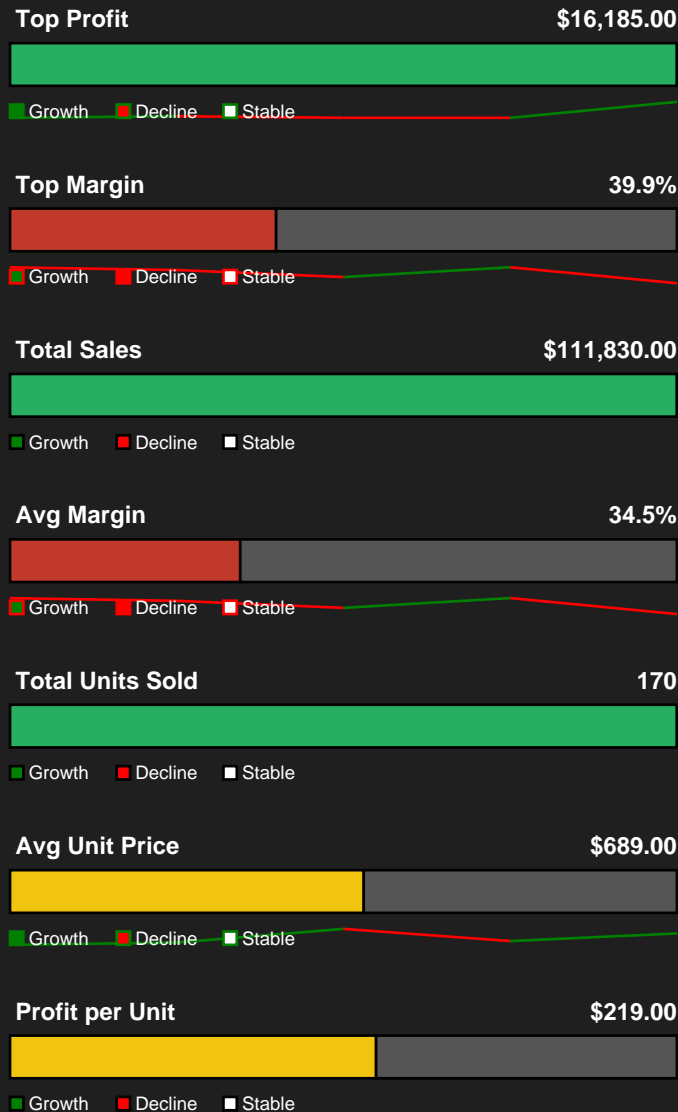 Top Profit $16,185.00
Growth Decline Stable
Top Margin 39.9%
Growth Decline Stable
Total Sales $111,830.00
Growth Decline Stable
Avg Margin 34.5%
Growth Decline Stable
Total Units Sold 170
Growth Decline Stable
Avg Unit Price $689.00
Growth Decline Stable
Profit per Unit $219.00
Growth Decline Stable